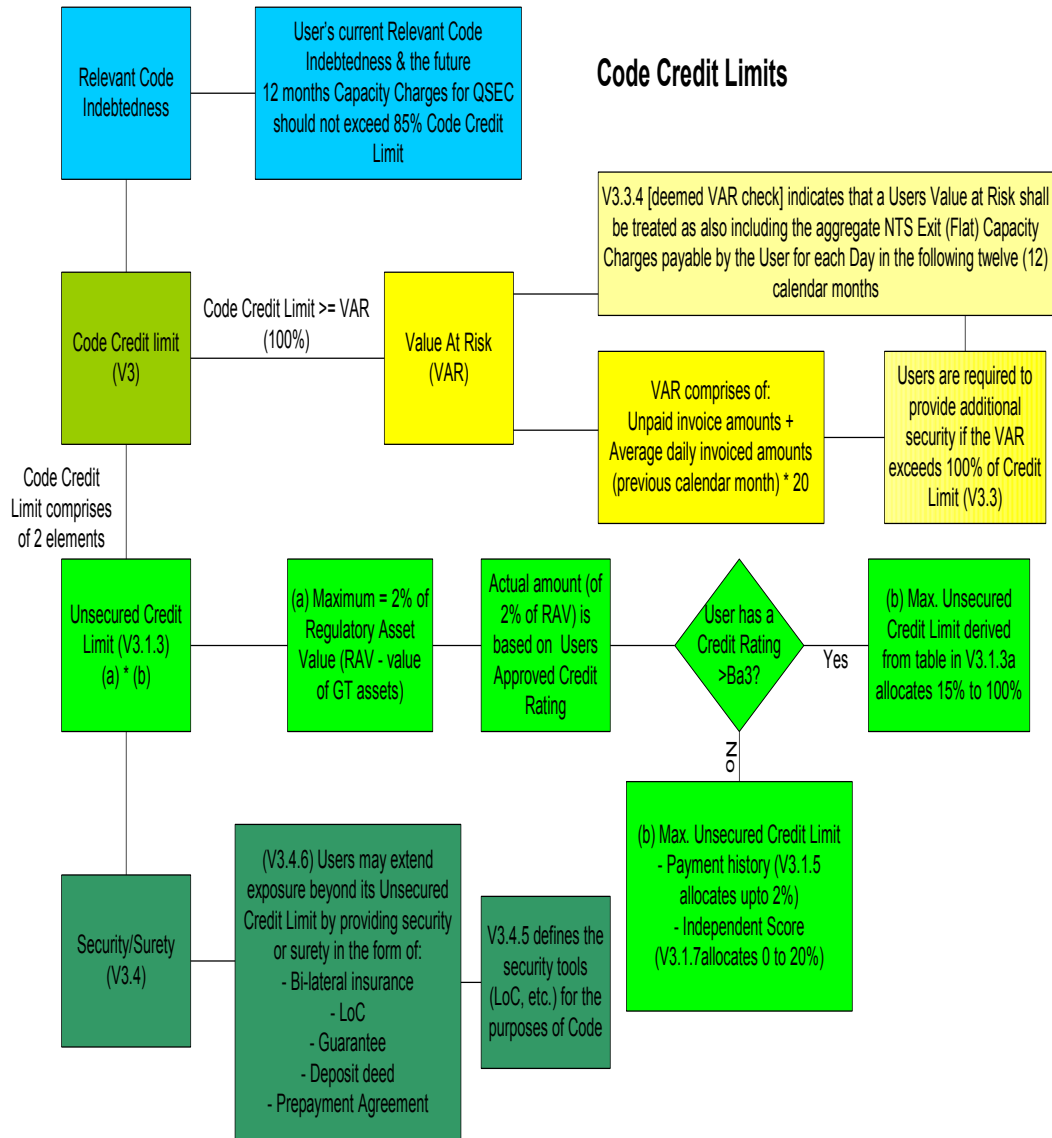 Code Credit Limits
Relevant Code
Indebtedness
User's current Relevant Code
Indebtedness & the future
12 months Capacity Charges for QSEC
should not exceed 85% Code Credit
Limit
V3.3.4 [deemed VAR check] indicates that a Users Value at Risk shall
be treated as also including the aggregate NTS Exit (Flat) Capacity
Charges payable by the User for each Day in the following twelve (12)
calendar months
Code Credit limit
(V3)
Code Credit Limit >= VAR
(100%)
Value At Risk
(VAR)
VAR comprises of:
Unpaid invoice amounts +
Average daily invoiced amounts
(previous calendar month) * 20
Users are required to
provide additional
security if the VAR
exceeds 100% of Credit
Limit (V3.3)
Code Credit
Limit comprises
of 2 elements
Unsecured Credit
Limit (V3.1.3)
(a) * (b)
(a) Maximum = 2% of
Regulatory Asset
Value (RAV - value
of GT assets)
Actual amount (of
2% of RAV) is
based on Users
Approved Credit
Rating
User has a
Credit Rating
>Ba3?
Yes
(b) Max. Unsecured
Credit Limit derived
from table in V3.1.3a
allocates 15% to 100%
No
(b) Max. Unsecured Credit Limit
- Payment history (V3.1.5
allocates upto 2%)
- Independent Score
(V3.1.7allocates 0 to 20%)
Security/Surety
(V3.4)
(V3.4.6) Users may extend
exposure beyond its Unsecured
Credit Limit by providing security
or surety in the form of:
- Bi-lateral insurance
- LoC
- Guarantee
- Deposit deed
- Prepayment Agreement
V3.4.5 defines the
security tools
(LoC, etc.) for the
purposes of Code